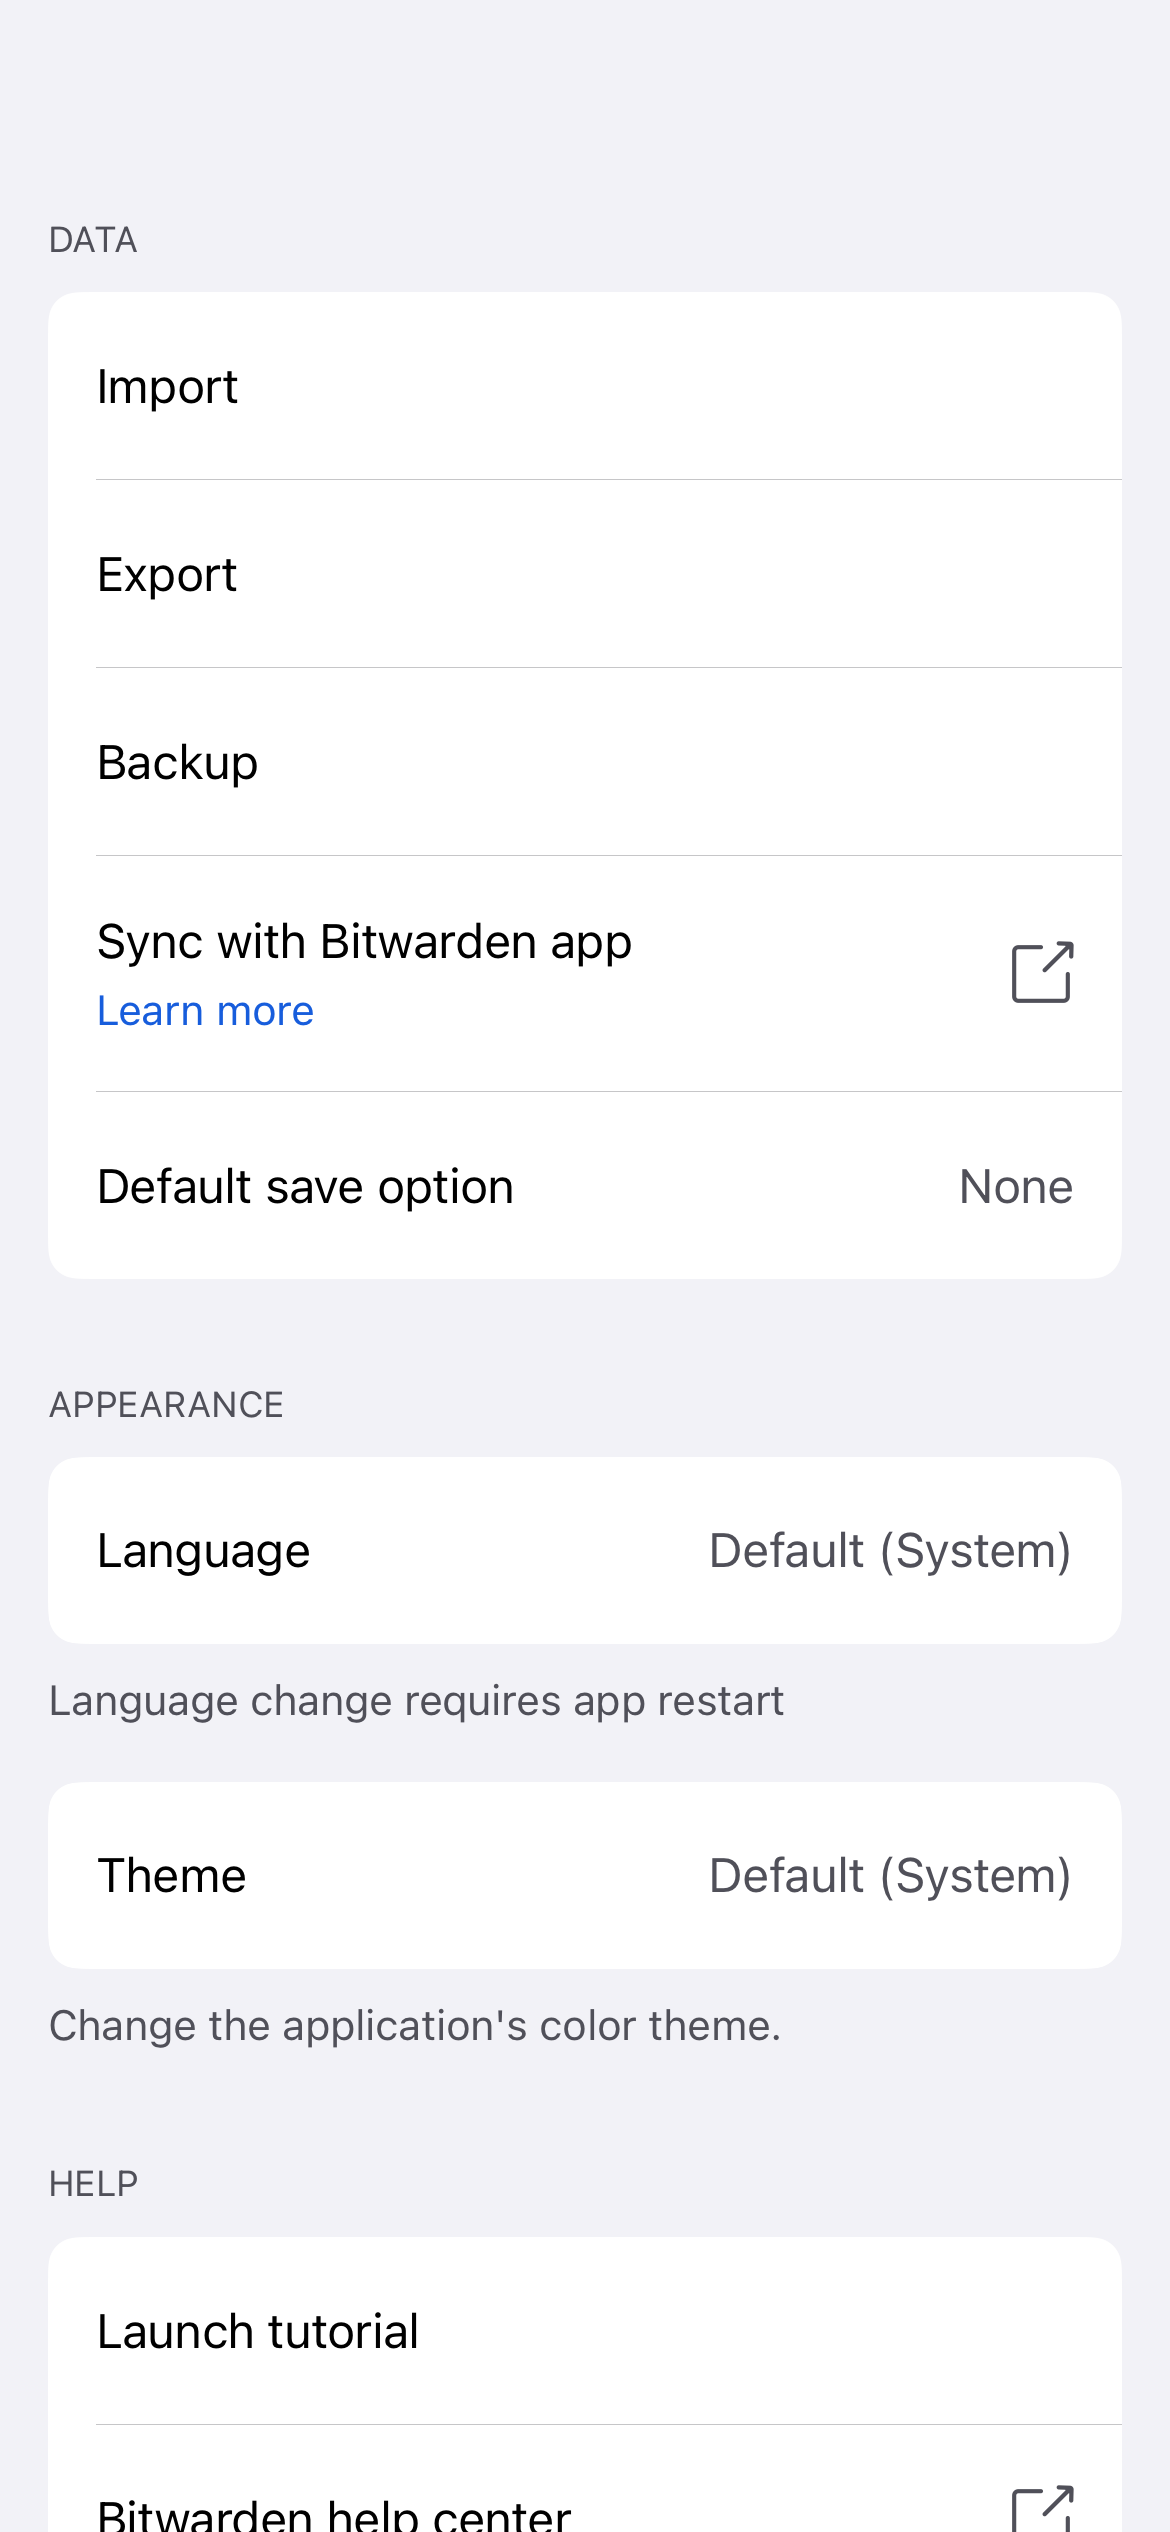 DATA
Import
Export
Backup
Sync with Bitwarden app
Learn more
Default save option None
APPEARANCE
Language Default (System)
Language change requires app restart
Theme Default (System)
Change the application's color theme.
HELP
Launch tutorial
Bitwarden help center